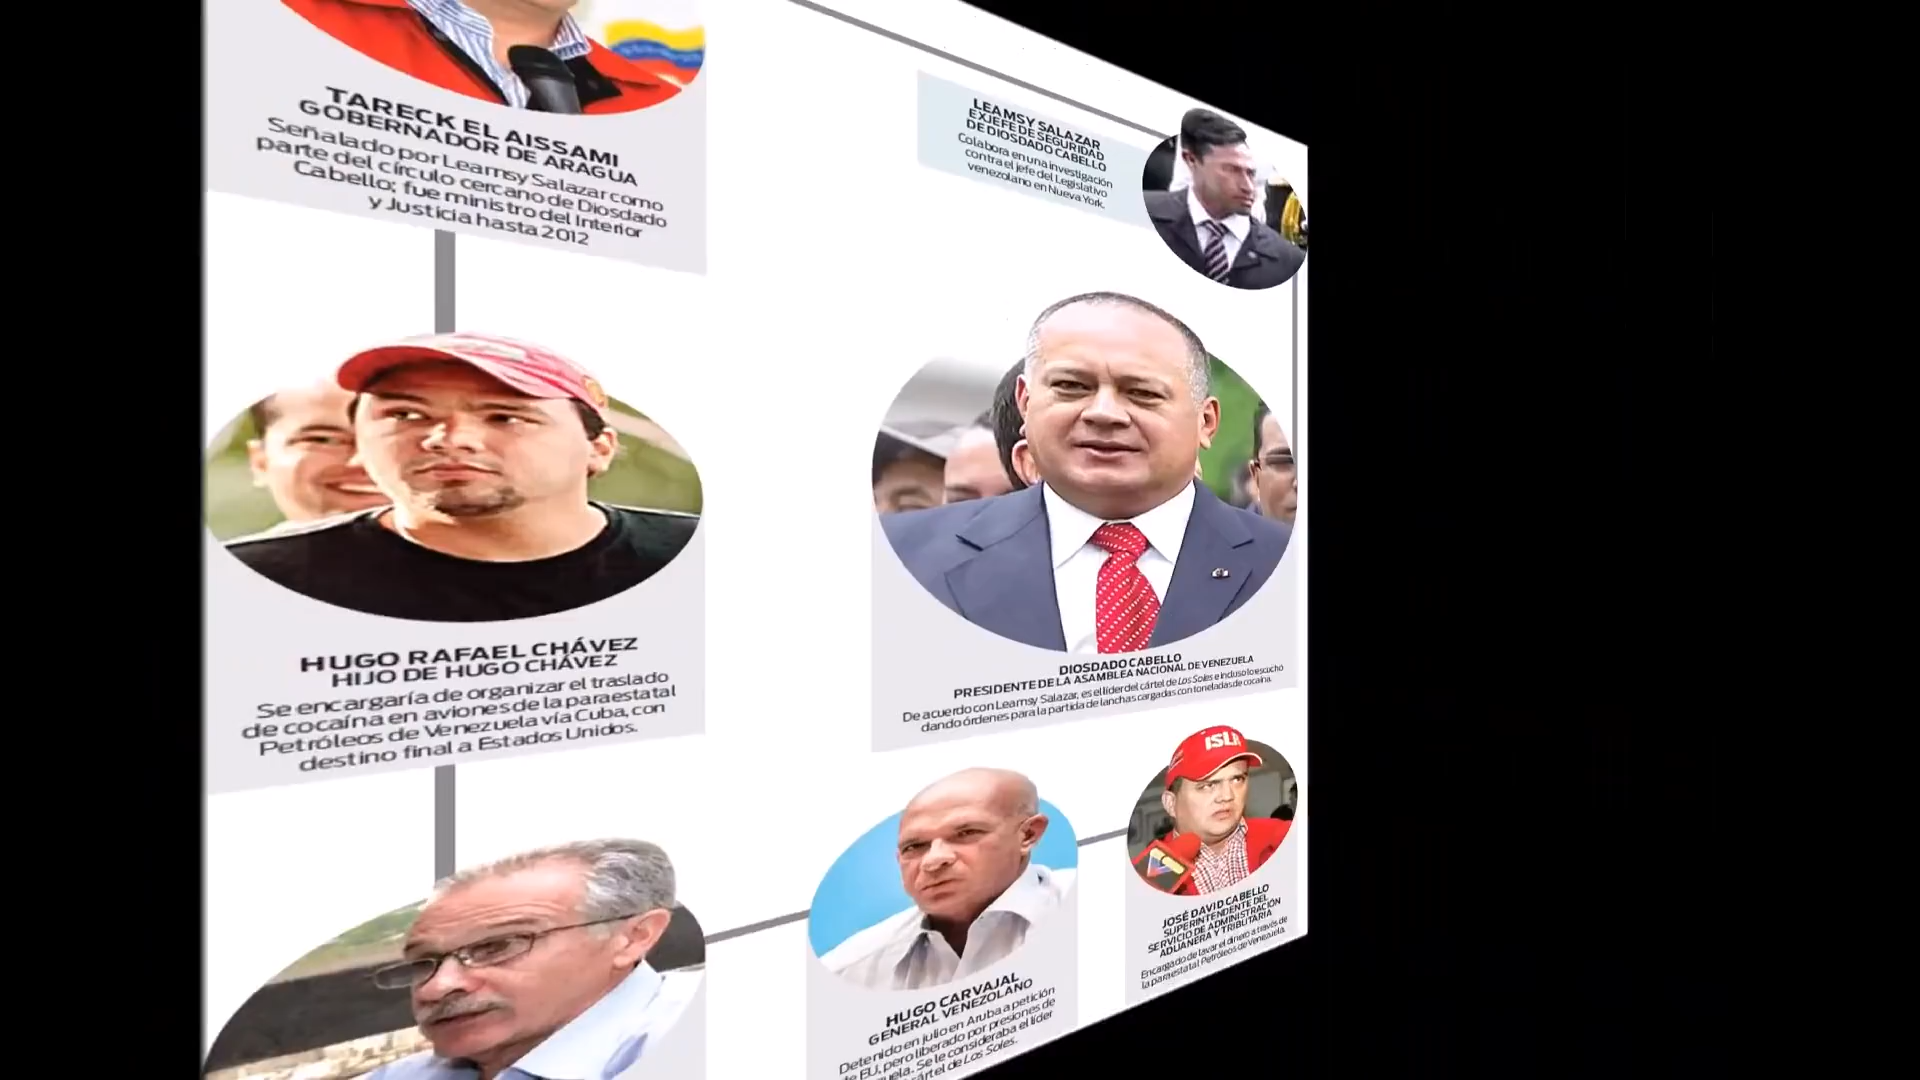 TARECK EL AISSAMI
GOBERNADOR DE ARAGUA
Señalado por Leamsy Salazar como
parte del círculo cercano de Diosdado
Cabello; fue ministro del Interior
y Justicia hasta 2012
LEAMSY SALAZAR
EXJEFE DE SEGURIDAD
DE DIOSDADO CABELLO
Colabora en una investigación
contra el jefe del Legislativo
venezolano en Nueva York.
HUGO RAFAEL CHÁVEZ
HIJO DE HUGO CHÁVEZ
Se encargaría de organizar el traslado
de cocaína en aviones de la paraestatal
Petróleos de Venezuela vía Cuba, con
destino final a Estados Unidos.
DIOSDADO CABELLO
PRESIDENTE DE LA ASAMBLEA NACIONAL DE VENEZUELA
De acuerdo con Leamsy Salazar, es el líder del cártel de Los Soles e incluso lo escuchó
dando órdenes para la partida de lanchas cargadas con toneladas de cocaína.
HUGO CARVAJAL
GENERAL VENEZOLANO
Detenido en julio en Aruba a petición
de EU, pero liberado por presiones de
Se le consideraba el líder
Los Soles.
JOSÉ DAVID CABELLO
SUPERINTENDENTE DEL
SERVICIO DE ADMINISTRACIÓN
ADUANERA Y TRIBUTARIA
Encargado de lavar el dinero a través de
la paraestatal Petróleos de Venezuela.